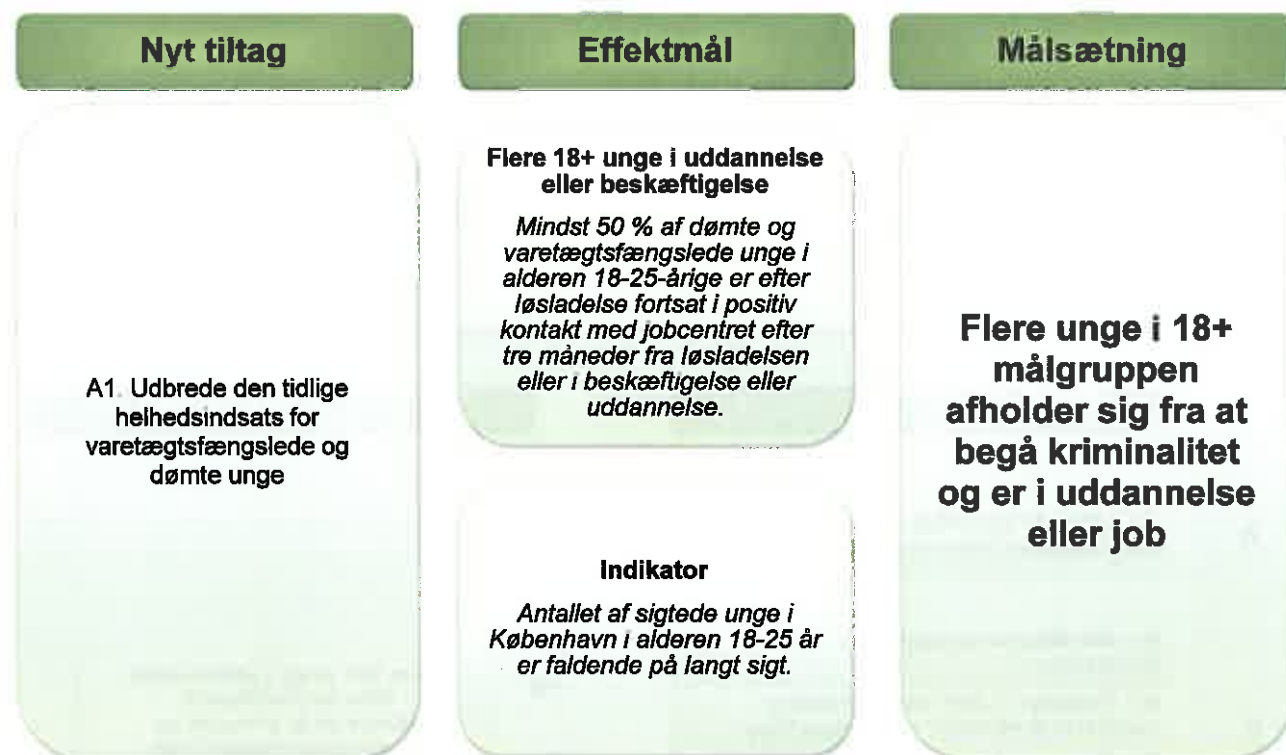 Nyt tiltag
Effektmål
Målsætning
A1. Udbrede den tidlige
helhedsindsats for
varetægtsfængslede og
dømte unge
Flere 18+ unge i uddannelse
eller beskæftigelse
Mindst 50 % af dømte og
varetægtsfængslede unge i
alderen 18-25-årige er efter
løsladelse fortsat i positiv
kontakt med jobcentret efter
tre måneder fra løsladelsen
eller i beskæftigelse eller
uddannelse.
Indikator
Antallet af sigtede unge i
København i alderen 18-25 år
er faldende på langt sigt.
Flere unge i 18+
målgruppen
afholder sig fra at
begå kriminalitet
og er i uddannelse
eller job